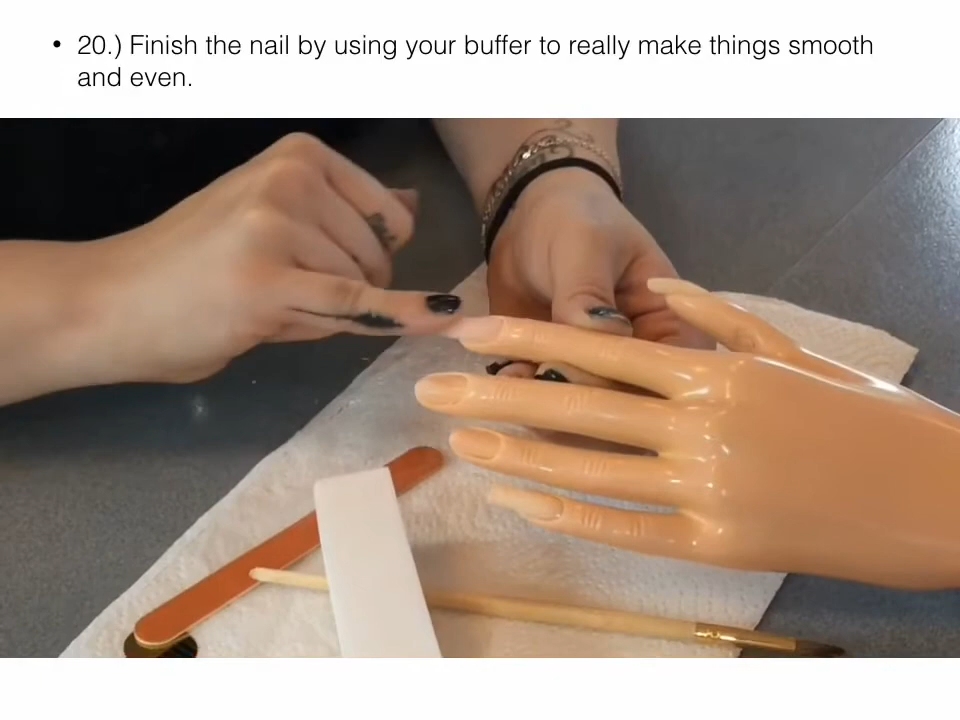 • 20.) Finish the nail by using your buffer to really make things smooth
and even.